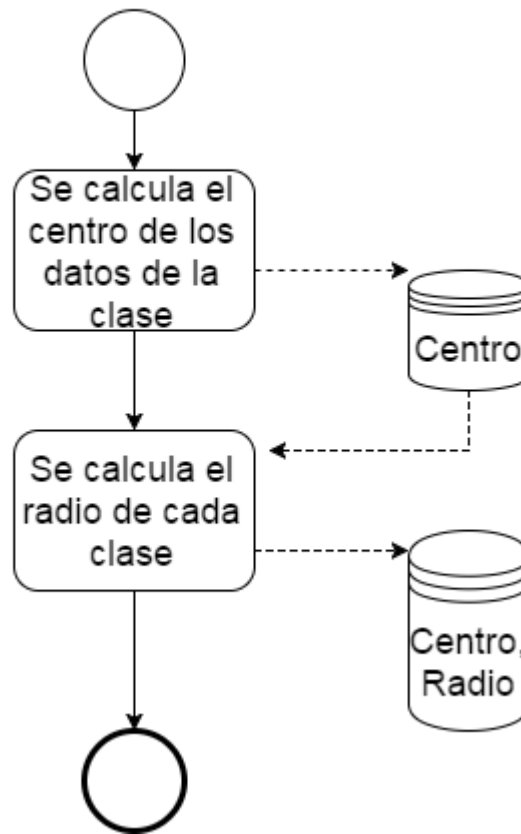 Se calcula el
centro de los
datos de la
clase
Centro
Se calcula el
radio de cada
clase
Centro,
Radio